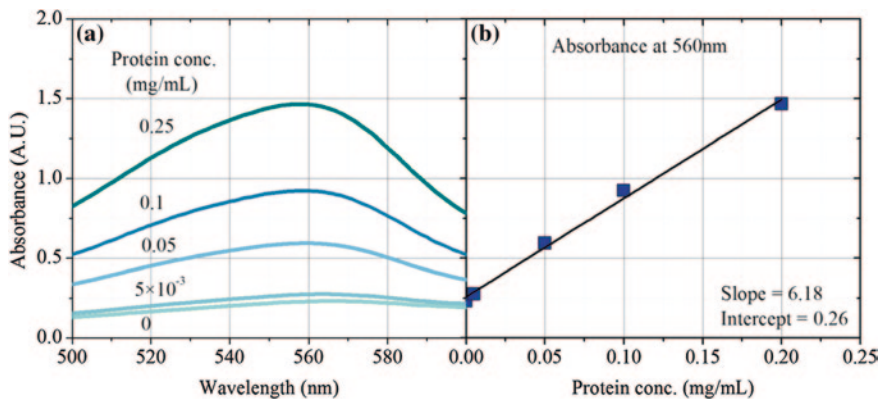 (a)
Protein conc.
(mg/mL)
0.25
0.1
0.05
5×10⁻³
0
2.0
1.5
1.0
0.5
0.0
Absorbance (A.U.)
500 520 540 560 580
Wavelength (nm)
(b)
Absorbance at 560nm
Slope = 6.18
Intercept = 0.26
0.00 0.05 0.10 0.15 0.20 0.25
Protein conc. (mg/mL)